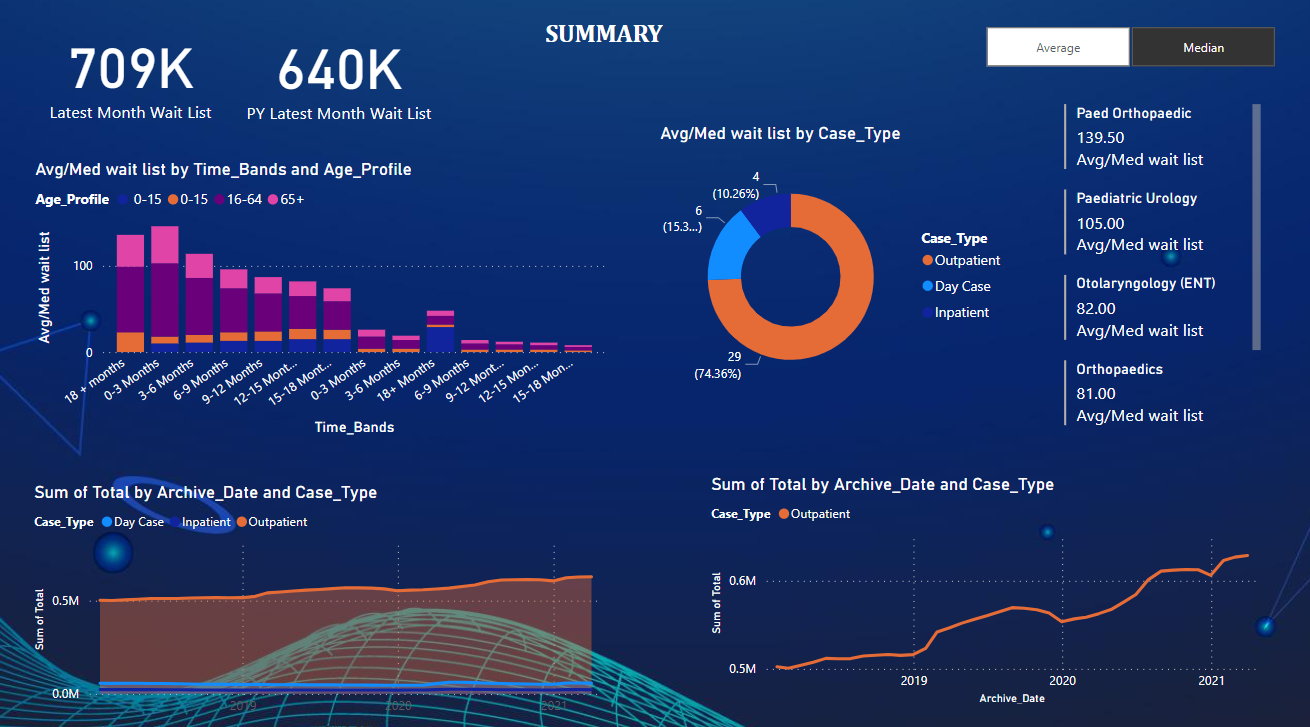 SUMMARY
709K
Latest Month Wait List
640K
PY Latest Month Wait List
Average
Median
Avg/Med wait list by Time_Bands and Age_Profile
Age_Profile 0-15 0-15 16-64 65+
Avg/Med wait list
100
0
18 + months
0-3 Months
3-6 Months
6-9 Months
9-12 Months
12-15 Mont...
15-18 Mont...
0-3 Months
3-6 Months
18+ Months
6-9 Months
9-12 Mont...
12-15 Mon...
15-18 Mon...
Time_Bands
Avg/Med wait list by Case_Type
4
(10.26%)
6
(15.3...)
29
(74.36%)
Case_Type
Outpatient
Day Case
Inpatient
Paed Orthopaedic
139.50
Avg/Med wait list
Paediatric Urology
105.00
Avg/Med wait list
Otolaryngology (ENT)
82.00
Avg/Med wait list
Orthopaedics
81.00
Avg/Med wait list
Sum of Total by Archive_Date and Case_Type
Case_Type Day Case Inpatient Outpatient
Sum of Total
0.5M
0.0M
2019
2020
2021
Sum of Total by Archive_Date and Case_Type
Case_Type Outpatient
Sum of Total
0.6M
0.5M
2019
2020
2021
Archive_Date